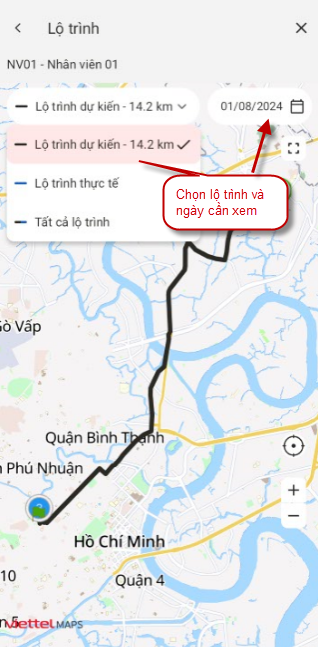 Lộ trình
NV01 - Nhân viên 01
Lộ trình dự kiến - 14.2 km
01/08/2024
Lộ trình dự kiến - 14.2 km
Lộ trình thực tế
Tất cả lộ trình
Chọn lộ trình và
ngày cần xem
Gò Vấp
Quận Bình Thạnh
Phú Nhuận
Hồ Chí Minh
10
Quận 4
viettel MAPS